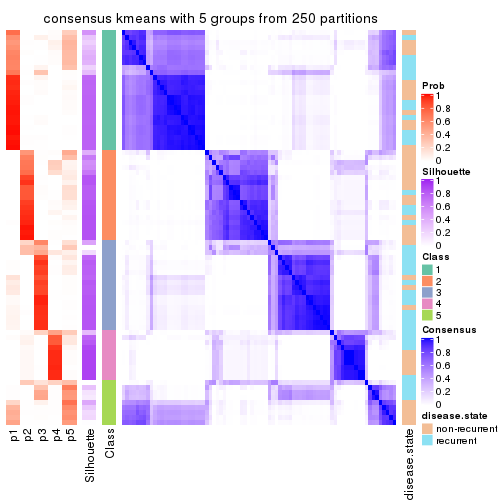 consensus kmeans with 5 groups from 250 partitions
Prob
1
0.8
0.6
0.4
0.2
0
Silhouette
1
0.8
0.6
0.4
0.2
0
Class
1
2
3
4
5
Consensus
1
0.8
0.6
0.4
0.2
0
disease.state
non-recurrent
recurrent
p1
p2
p3
p4
p5
Silhouette
Class
disease.state